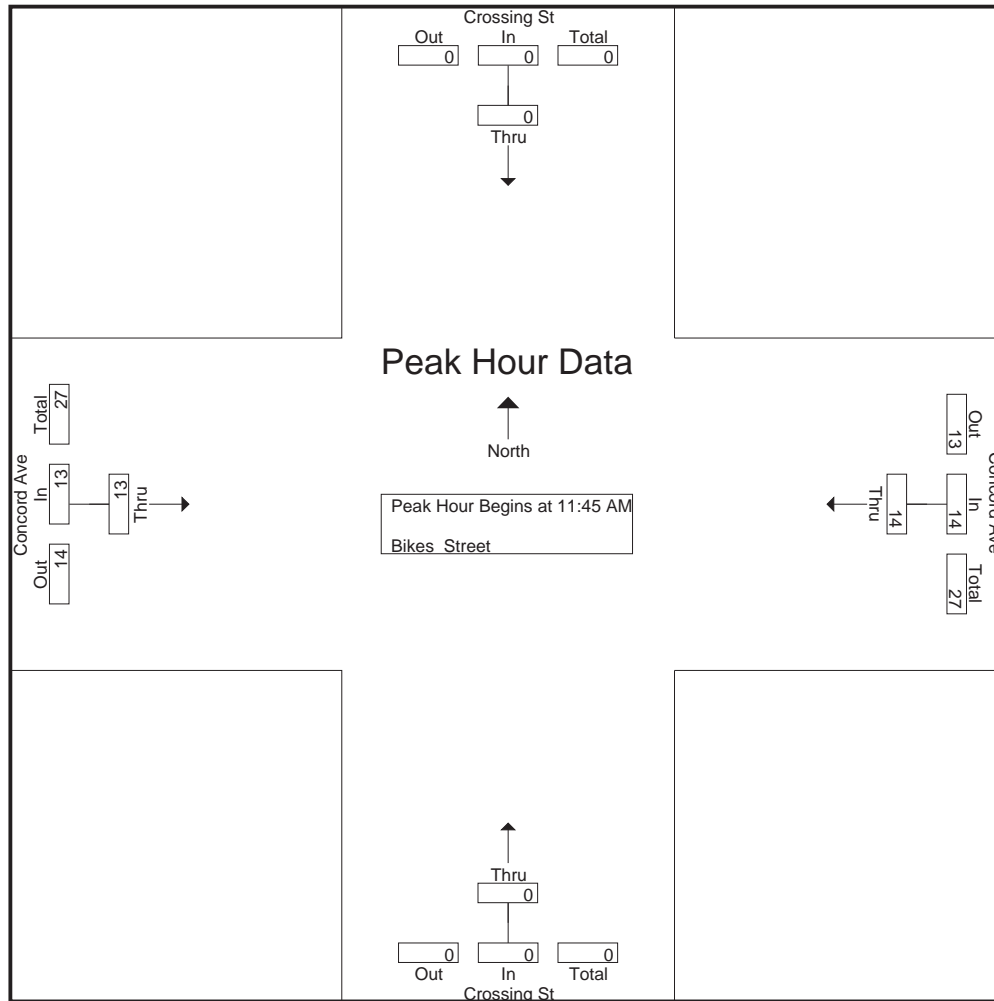 Crossing St
Out In Total
0 0 0
0
Thru
Peak Hour Data
North
Peak Hour Begins at 11:45 AM
Bikes Street
Concord Ave
Out In Total
14 13 27
13
Thru
Concord Ave
Out In Total
13 14 27
14
Thru
Thru
0
0 0 0
Out In Total
Crossing St